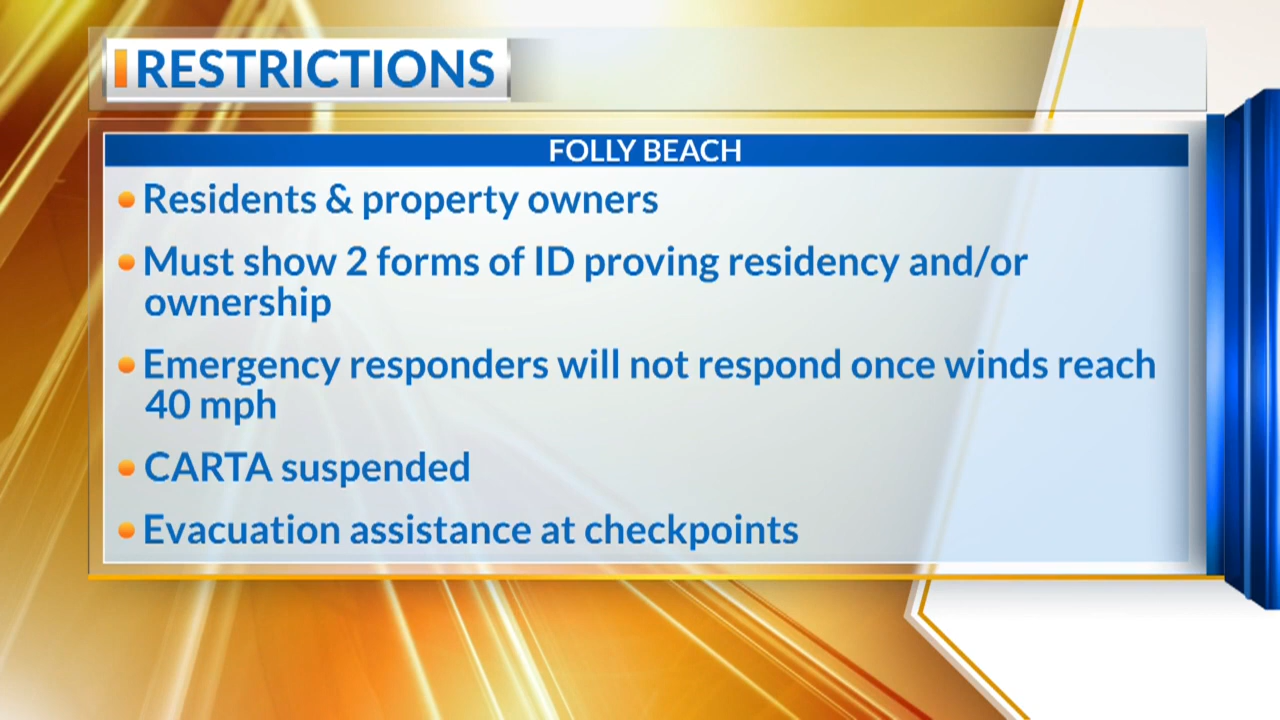 RESTRICTIONS
FOLLY BEACH
• Residents & property owners
• Must show 2 forms of ID proving residency and/or
ownership
• Emergency responders will not respond once winds reach
40 mph
• CARTA suspended
• Evacuation assistance at checkpoints